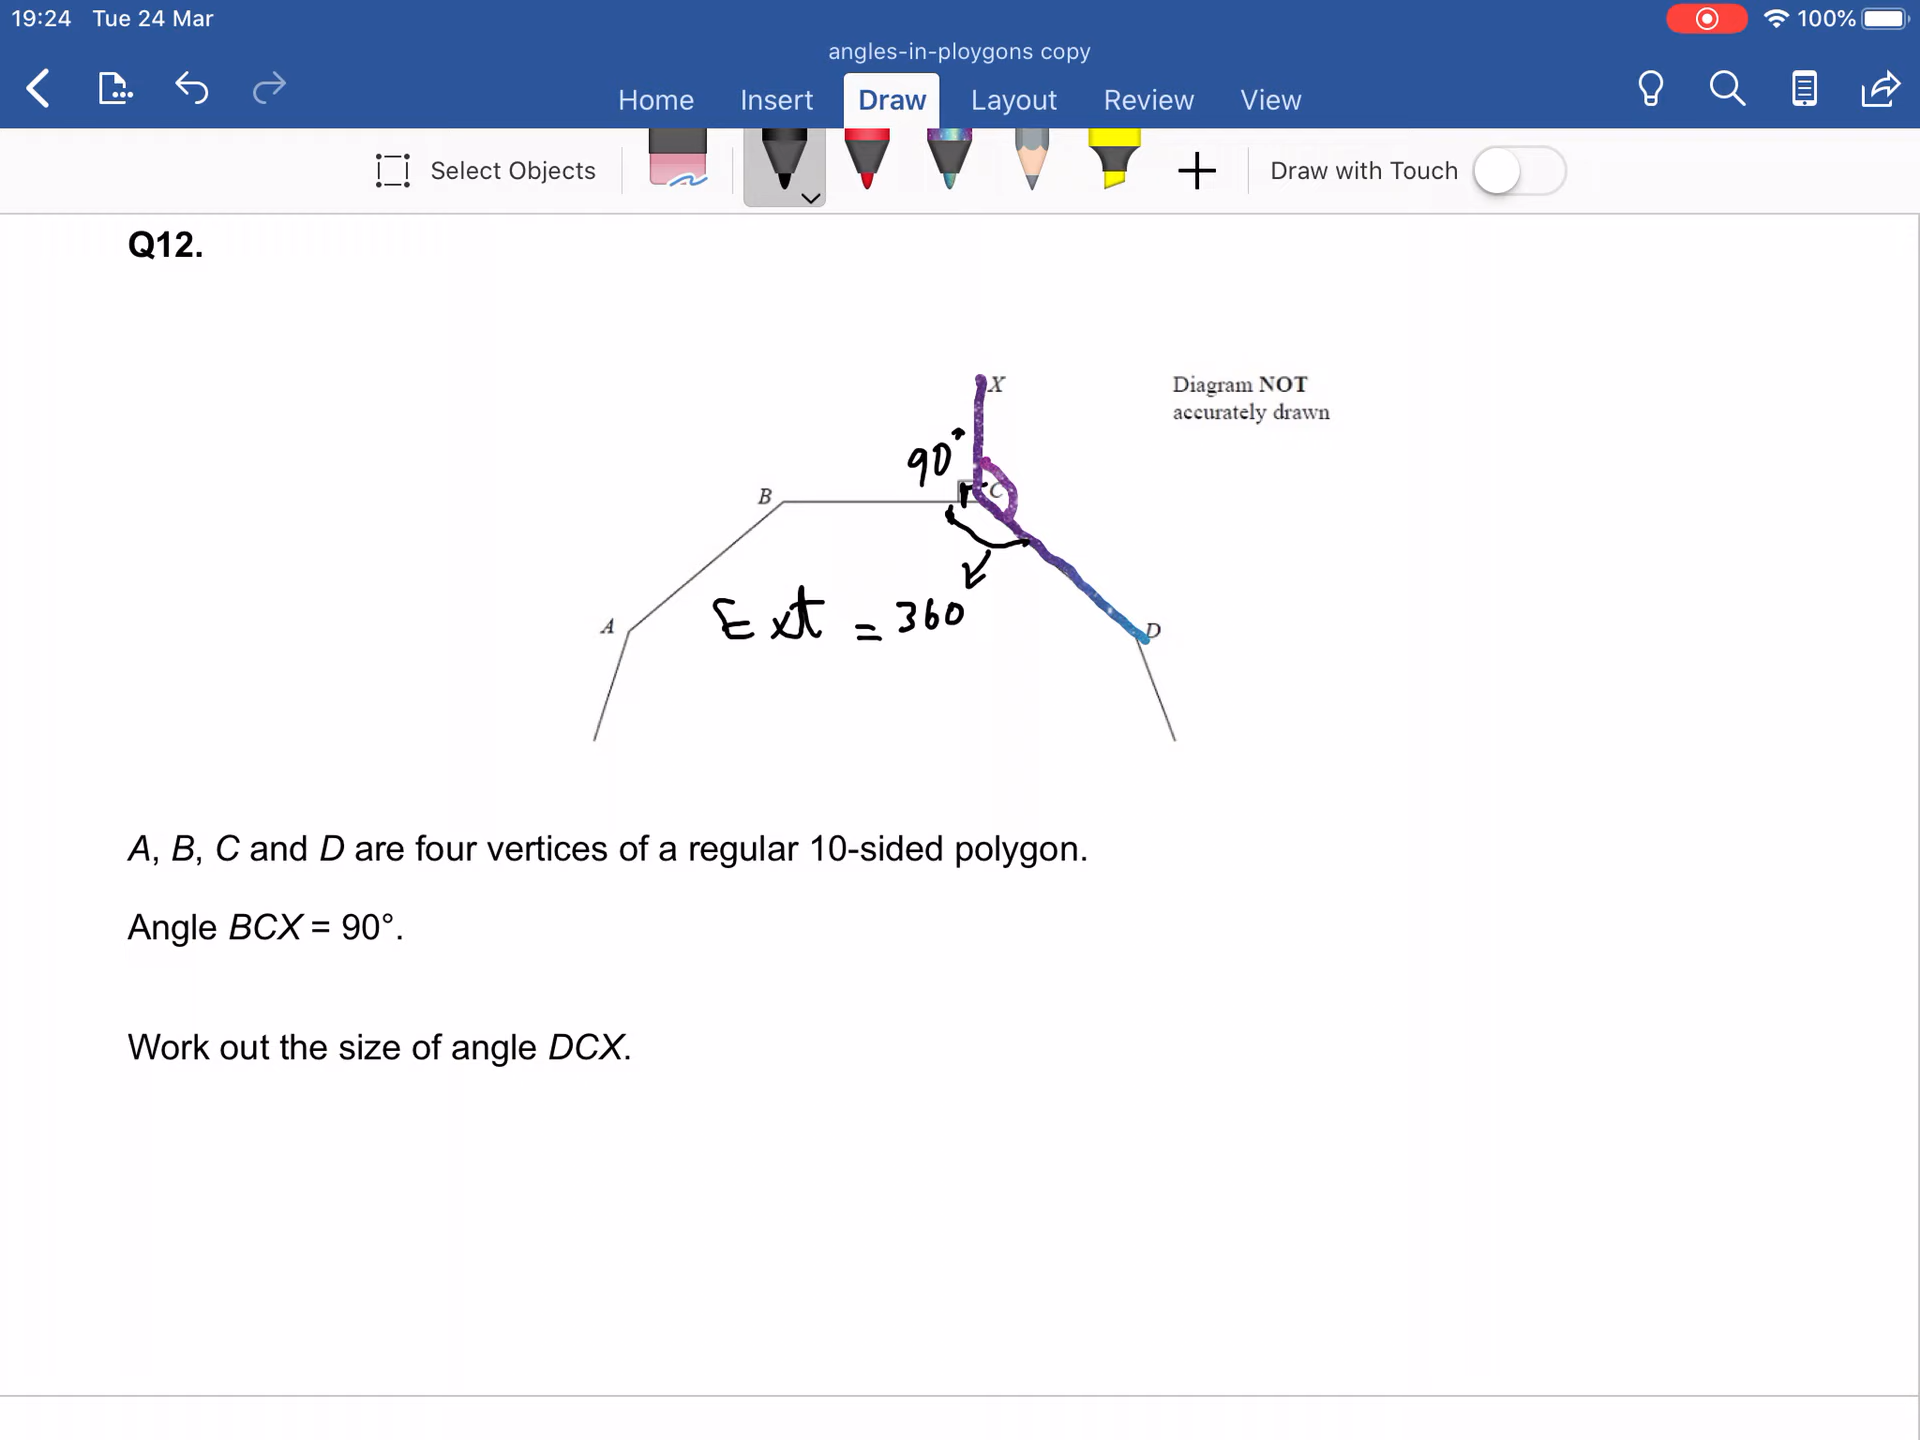 19:24 Tue 24 Mar
100%
angles-in-ploygons copy
Home Insert Draw Layout Review View
Select Objects
Draw with Touch
Q12.
X
Diagram NOT
accurately drawn
90°
B
C
A
Ext = 360
D
A, B, C and D are four vertices of a regular 10-sided polygon.
Angle BCX = 90°.
Work out the size of angle DCX.